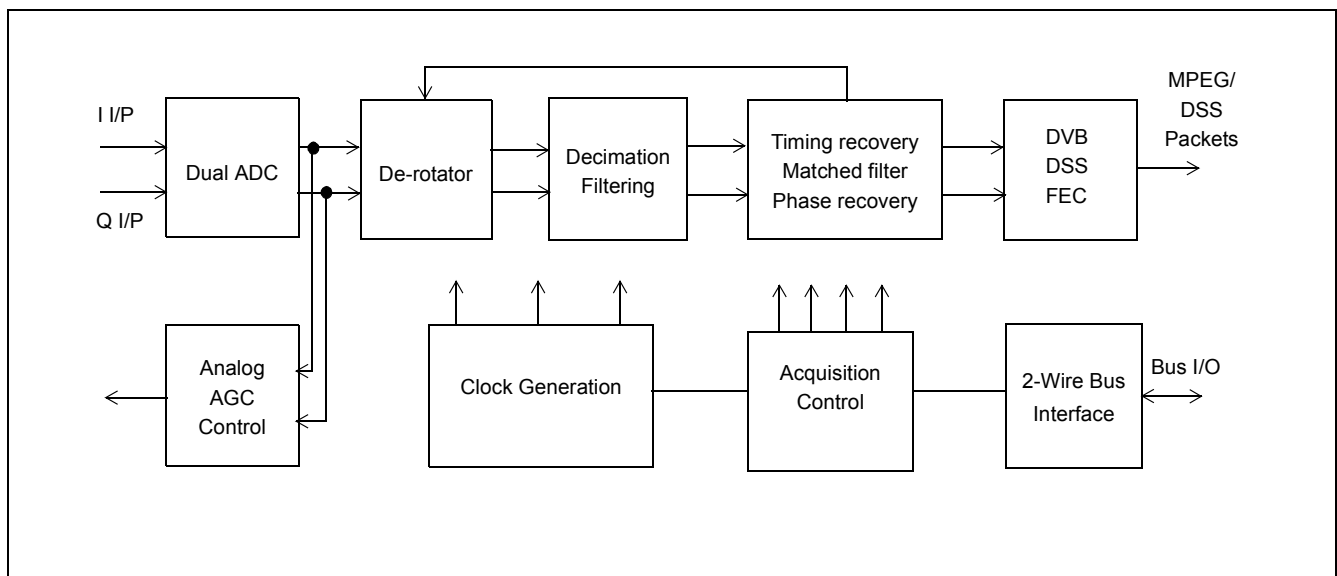 I I/P
Q I/P
Dual ADC
De-rotator
Decimation
Filtering
Timing recovery
Matched filter
Phase recovery
DVB
DSS
FEC
MPEG/
DSS
Packets
Analog
AGC
Control
Clock Generation
Acquisition
Control
2-Wire Bus
Interface
Bus I/O